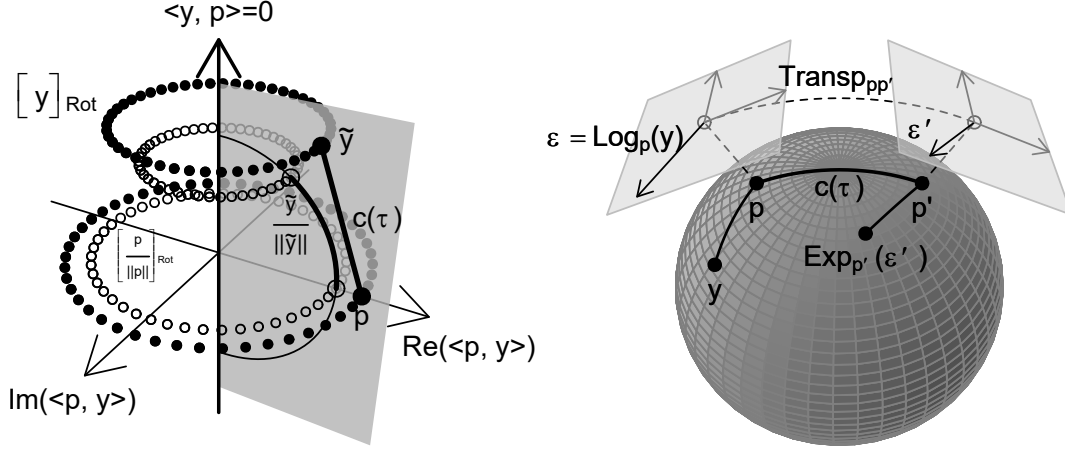 <y, p>=0
[y]Rot
ỹ
ỹ
||ỹ||
c(τ)
[p
||p||]Rot
p
Re(<p, y>)
Im(<p, y>)
Transppp′
ε = Logp(y)
ε′
c(τ)
p
p'
Expp′(ε′)
y